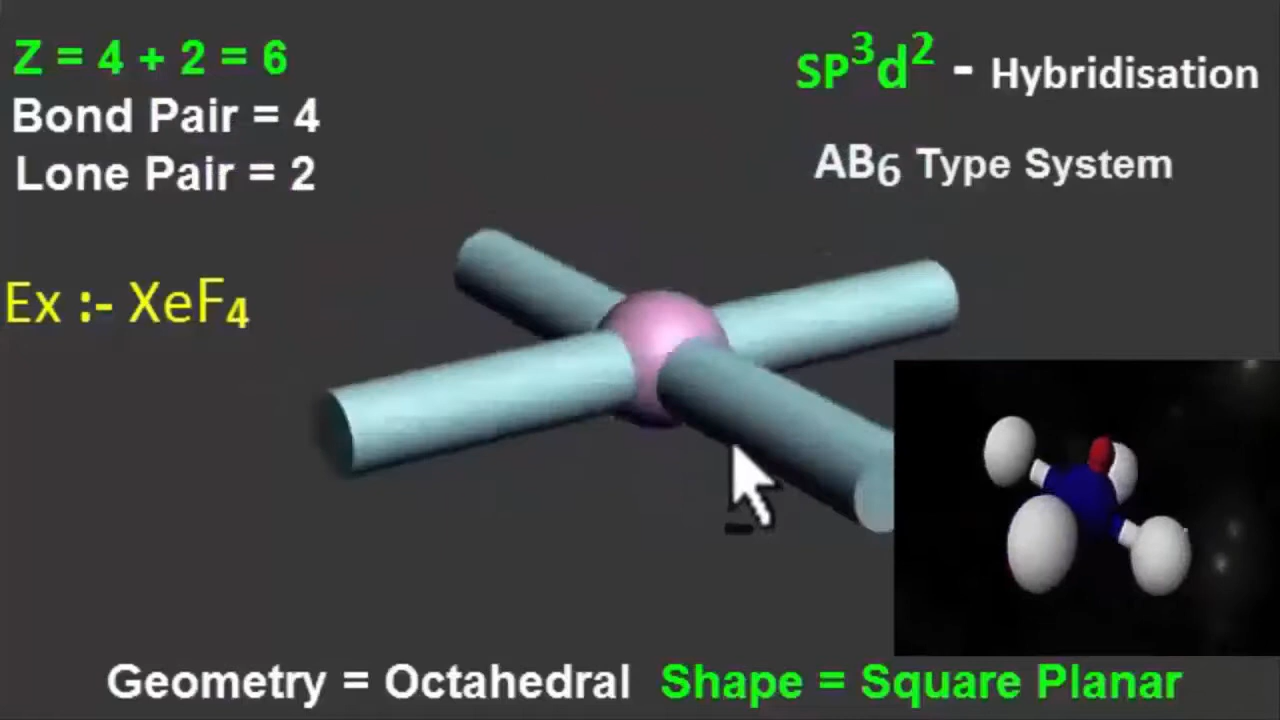 Z = 4 + 2 = 6
Bond Pair = 4
Lone Pair = 2
SP³d² - Hybridisation
AB₆ Type System
Ex :- XeF₄
Geometry = Octahedral Shape = Square Planar